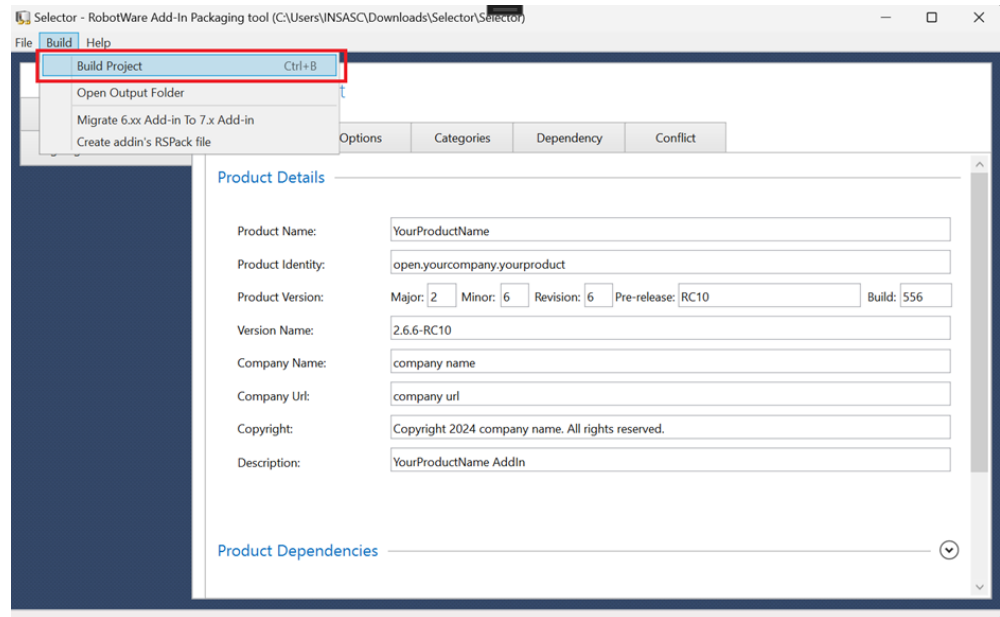 Selector - RobotWare Add-In Packaging tool (C:\Users\INSASC\Downloads\Selector\Selector)
File Build Help
Build Project Ctrl+B
Open Output Folder
Migrate 6.xx Add-in To 7.x Add-in
Create addin's RSPack file
Options Categories Dependency Conflict
Product Details
Product Name: YourProductName
Product Identity: open.yourcompany.yourproduct
Product Version: Major: 2 Minor: 6 Revision: 6 Pre-release: RC10 Build: 556
Version Name: 2.6.6-RC10
Company Name: company name
Company Url: company url
Copyright: Copyright 2024 company name. All rights reserved.
Description: YourProductName AddIn
Product Dependencies